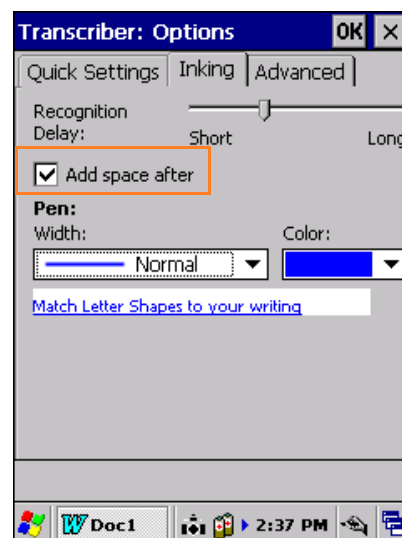 Transcriber: Options OK
Quick Settings Inking Advanced
Recognition
Delay:
Short Long
Add space after
Pen:
Width: Color:
Normal
Match Letter Shapes to your writing
Doc1 2:37 PM